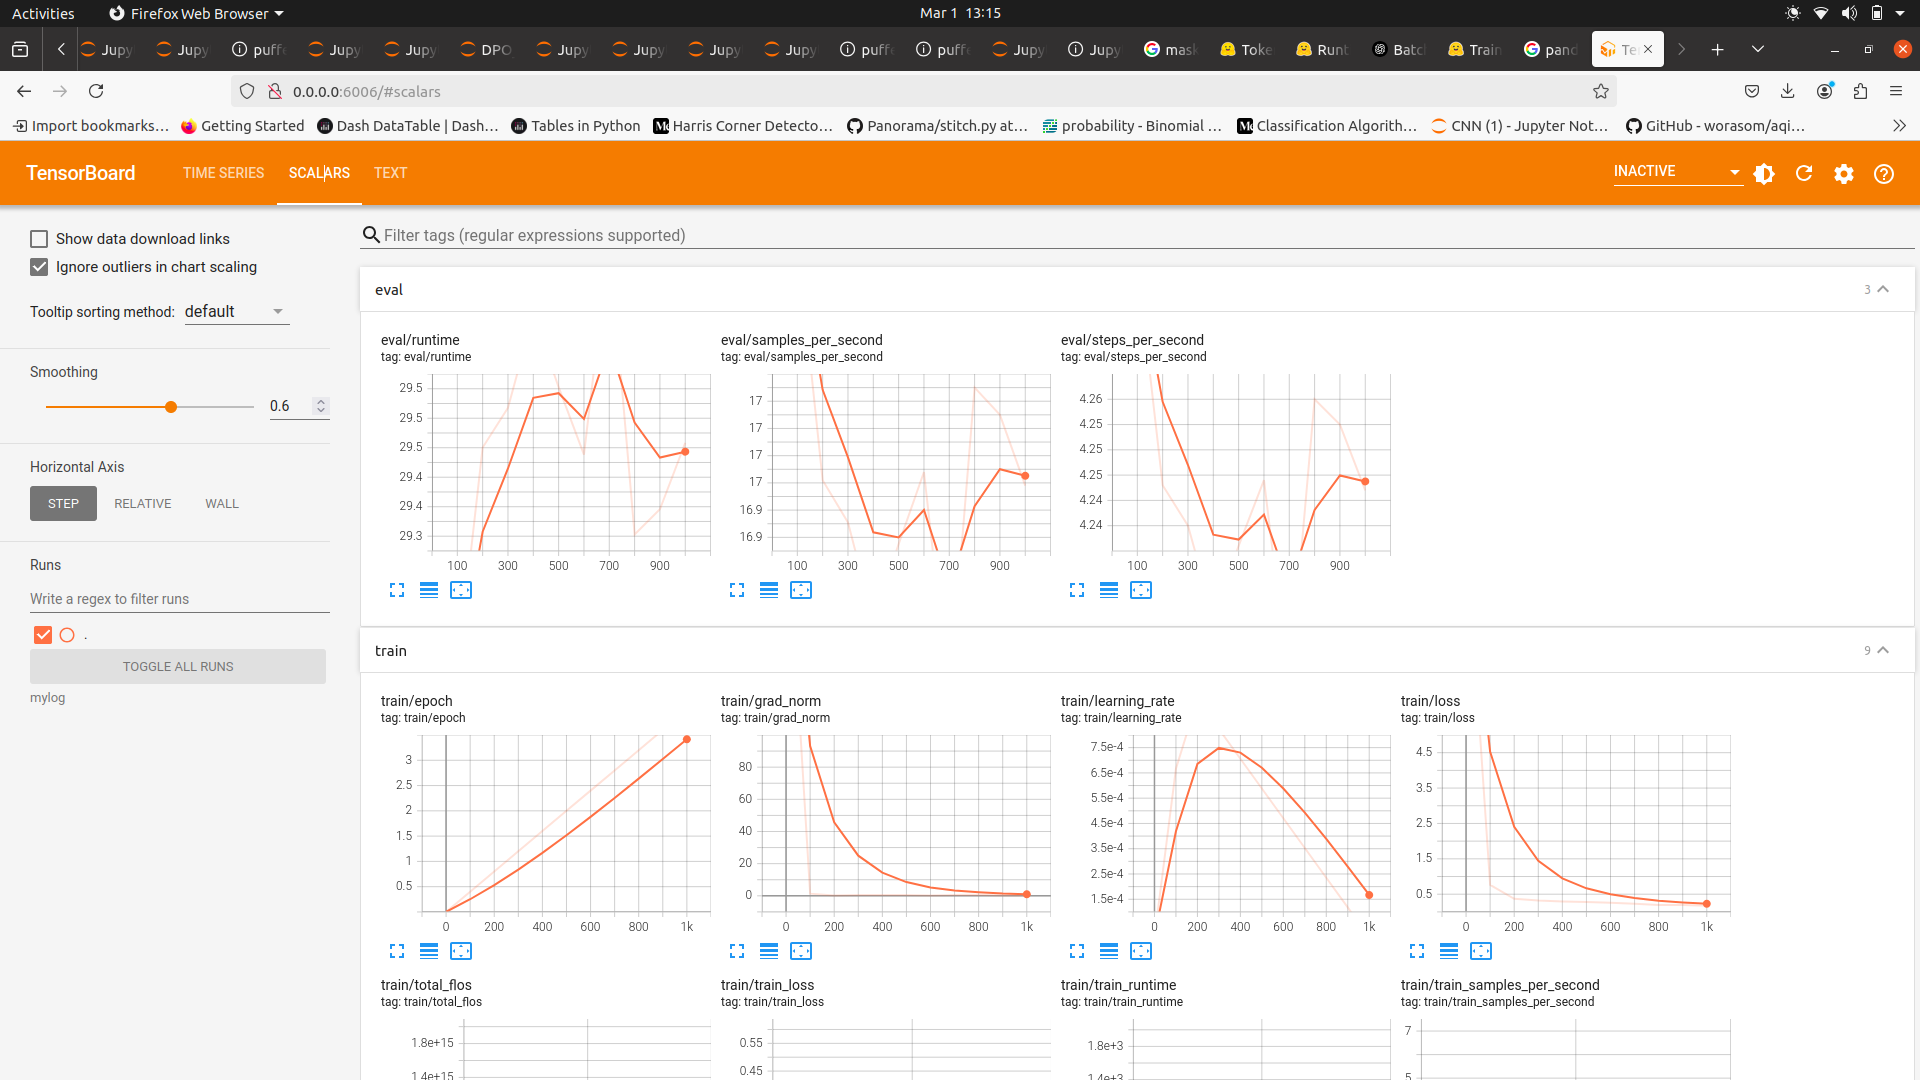 Activities Firefox Web Browser Mar 1 13:15
Jupy Jupy puffe Jupy Jupy DPO Jupy Jupy Jupy Jupy puffe puffe Jupy Jupy mask Toke Runt Batc Train pand Te
0.0.0.0:6006/#scalars
Import bookmarks... Getting Started Dash DataTable | Dash... Tables in Python Harris Corner Detecto... Panorama/stitch.py at... probability - Binomial ... Classification Algorith... CNN (1) - Jupyter Not... GitHub - worasom/aqi...
TensorBoard TIME SERIES SCALARS TEXT INACTIVE
Show data download links
Ignore outliers in chart scaling
Tooltip sorting method: default
Smoothing
0.6
Horizontal Axis
STEP RELATIVE WALL
Runs
Write a regex to filter runs
.
TOGGLE ALL RUNS
mylog
Filter tags (regular expressions supported)
eval 3
eval/runtime
tag: eval/runtime
29.5
29.5
29.5
29.4
29.4
29.3
100 300 500 700 900
eval/samples_per_second
tag: eval/samples_per_second
17
17
17
17
16.9
16.9
100 300 500 700 900
eval/steps_per_second
tag: eval/steps_per_second
4.26
4.25
4.25
4.25
4.24
4.24
100 300 500 700 900
train 9
train/epoch
tag: train/epoch
3
2.5
2
1.5
1
0.5
0 200 400 600 800 1k
train/grad_norm
tag: train/grad_norm
80
60
40
20
0
0 200 400 600 800 1k
train/learning_rate
tag: train/learning_rate
7.5e-4
6.5e-4
5.5e-4
4.5e-4
3.5e-4
2.5e-4
1.5e-4
0 200 400 600 800 1k
train/loss
tag: train/loss
4.5
3.5
2.5
1.5
0.5
0 200 400 600 800 1k
train/total_flos
tag: train/total_flos
1.8e+15
1.4e+15
train/train_loss
tag: train/train_loss
0.55
0.45
train/train_runtime
tag: train/train_runtime
1.8e+3
1.4e+3
train/train_samples_per_second
tag: train/train_samples_per_second
7
5